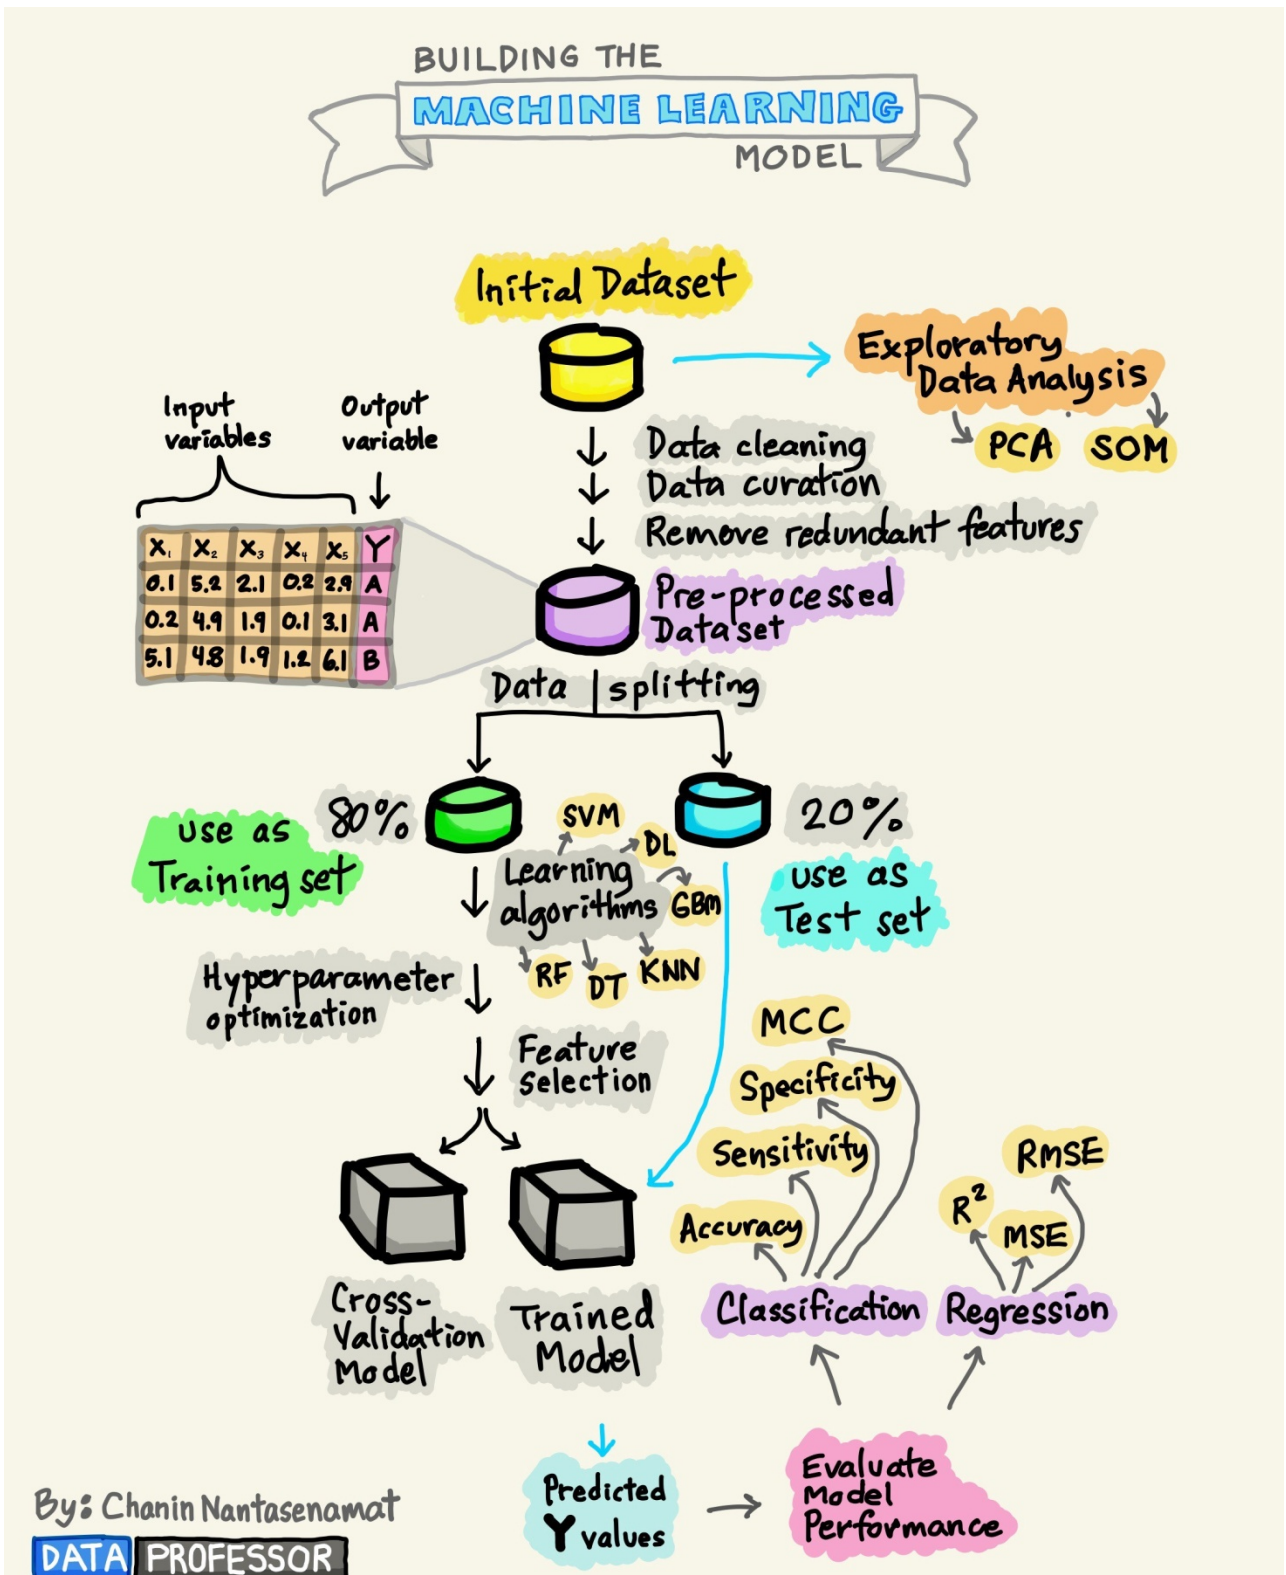 BUILDING THE
MACHINE LEARNING
MODEL
Initial Dataset
Exploratory
Data Analysis
PCA SOM
Data cleaning
Data curation
Remove redundant features
Input
variables
Output
variable
X₁ X₂ X₃ X₄ X₅ Y
0.1 5.2 2.1 0.2 2.9 A
0.2 4.9 1.9 0.1 3.1 A
5.1 4.8 1.9 1.2 6.1 B
Pre-processed
Dataset
Data splitting
80%
use as
Training set
20%
use as
Test set
Learning
algorithms
SVM
DL
GBM
KNN
DT
RF
Hyperparameter
optimization
Feature
selection
Cross-
Validation
Model
Trained
Model
MCC
Specificity
Sensitivity
Accuracy
Classification
RMSE
R²
MSE
Regression
Predicted
Y values
Evaluate
Model
Performance
By: Chanin Nantasenamat
DATA PROFESSOR